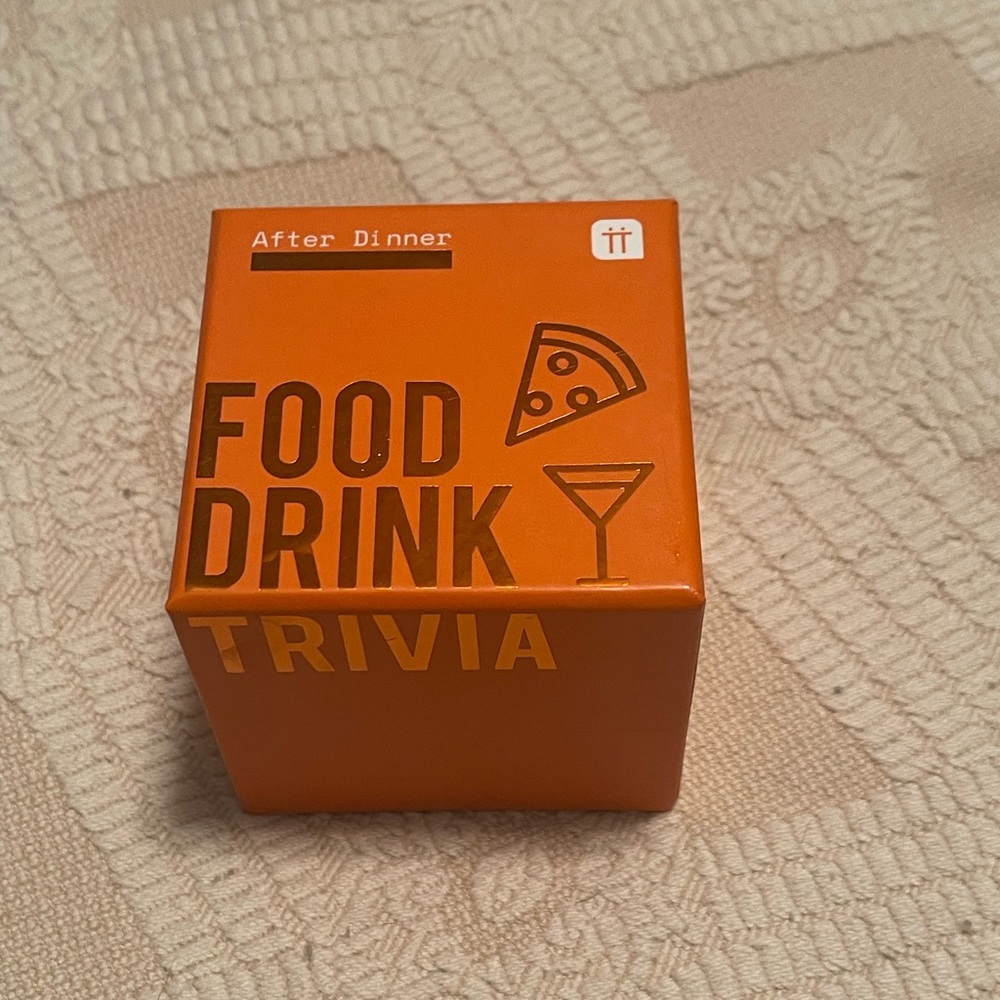 After Dinner
FOOD
DRINK
TRIVIA